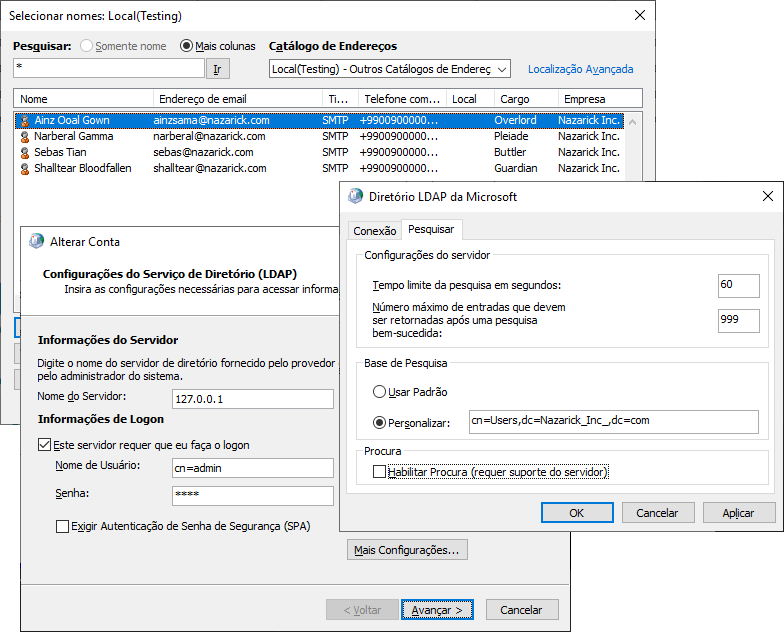 Selecionar nomes: Local(Testing)
Pesquisar: Somente nome Mais colunas Catálogo de Endereços
* Ir Local(Testing) - Outros Catálogos de Endereç Localização Avançada
Nome Endereço de email Ti... Telefone com... Local Cargo Empresa
Ainz Ooal Gown ainzsama@nazarick.com SMTP +9900900000... Overlord Nazarick Inc.
Narberal Gamma narberal@nazarick.com SMTP +9900900000... Pleiade Nazarick Inc.
Sebas Tian sebas@nazarick.com SMTP +9900900000... Buttler Nazarick Inc.
Shalltear Bloodfallen shalltear@nazarick.com SMTP +9900900000... Guardian Nazarick Inc.
Alterar Conta
Configurações do Serviço de Diretório (LDAP)
Insira as configurações necessárias para acessar informa
Informações do Servidor
Digite o nome do servidor de diretório fornecido pelo provedor
pelo administrador do sistema.
Nome do Servidor: 127.0.0.1
Informações de Logon
Este servidor requer que eu faça o logon
Nome de Usuário: cn=admin
Senha: ****
Exigir Autenticação de Senha de Segurança (SPA)
Mais Configurações...
< Voltar Avançar > Cancelar
Diretório LDAP da Microsoft
Conexão Pesquisar
Configurações do servidor
Tempo limite da pesquisa em segundos: 60
Número máximo de entradas que devem
ser retornadas após uma pesquisa 999
bem-sucedida:
Base de Pesquisa
Usar Padrão
Personalizar: cn=Users,dc=Nazarick_Inc_,dc=com
Procura
Habilitar Procura (requer suporte do servidor)
OK Cancelar Aplicar